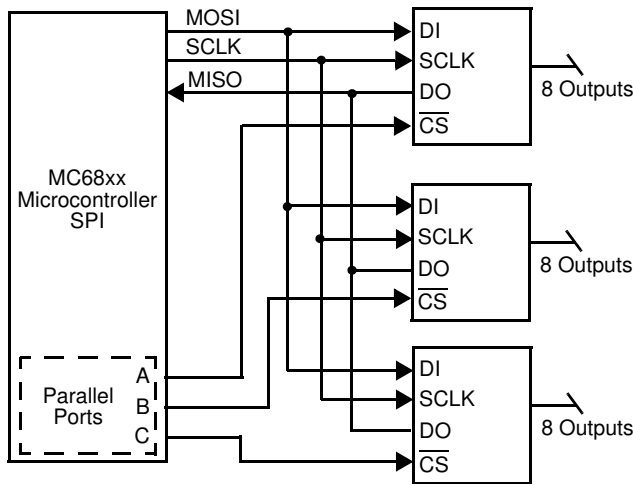 MOSI
SCLK
MISO
MC68xx
Microcontroller
SPI
Parallel
Ports
A
B
C
DI
SCLK
DO
CS
8 Outputs
DI
SCLK
DO
CS
8 Outputs
DI
SCLK
DO
CS
8 Outputs